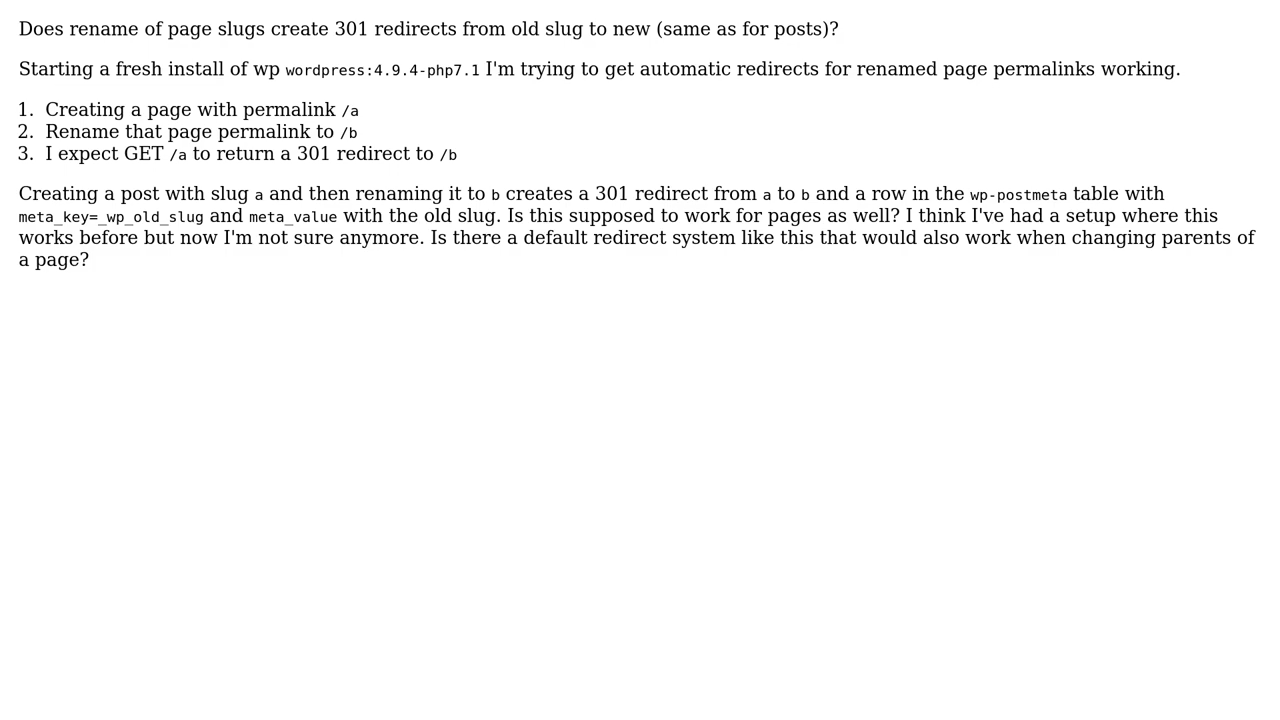 Does rename of page slugs create 301 redirects from old slug to new (same as for posts)?
Starting a fresh install of wp wordpress:4.9.4-php7.1 I'm trying to get automatic redirects for renamed page permalinks working.
1. Creating a page with permalink /a
2. Rename that page permalink to /b
3. I expect GET /a to return a 301 redirect to /b
Creating a post with slug a and then renaming it to b creates a 301 redirect from a to b and a row in the wp-postmeta table with
meta_key=_wp_old_slug and meta_value with the old slug. Is this supposed to work for pages as well? I think I've had a setup where this
works before but now I'm not sure anymore. Is there a default redirect system like this that would also work when changing parents of
a page?